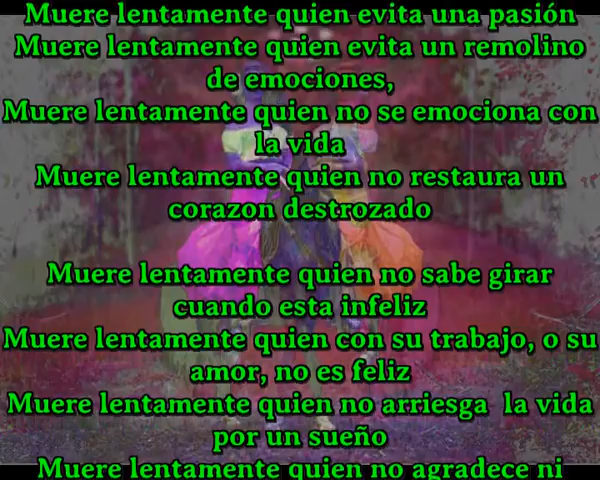 Muere lentamente quien evita una pasión
Muere lentamente quien evita un remolino
de emociones,
Muere lentamente quien no se emociona con
la vida
Muere lentamente quien no restaura un
corazon destrozado
Muere lentamente quien no sabe girar
cuando esta infeliz
Muere lentamente quien con su trabajo, o su
amor, no es feliz
Muere lentamente quien no arriesga la vida
por un sueño
Muere lentamente quien no agradece ni